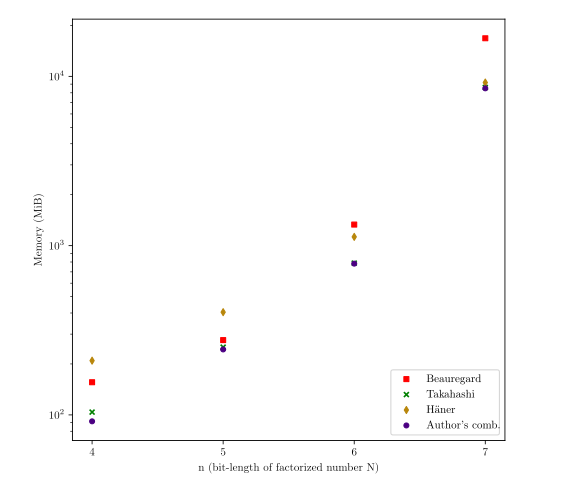 10^4
10^3
10^2
Memory (MiB)
4 5 6 7
n (bit-length of factorized number N)
Beauregard
Takahashi
Häner
Author's comb.